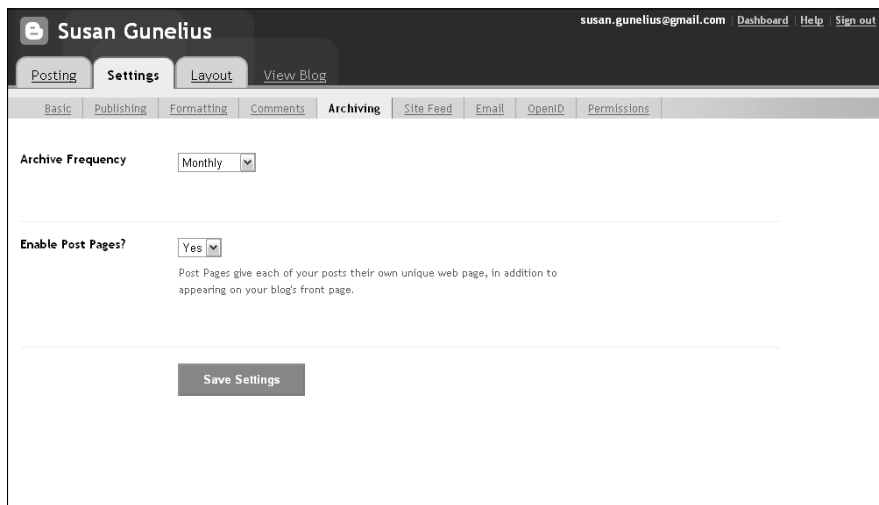 Susan Gunelius
susan.gunelius@gmail.com | Dashboard | Help | Sign out
Posting Settings Layout View Blog
Basic Publishing Formatting Comments Archiving Site Feed Email OpenID Permissions
Archive Frequency Monthly
Enable Post Pages? Yes
Post Pages give each of your posts their own unique web page, in addition to
appearing on your blog's front page.
Save Settings